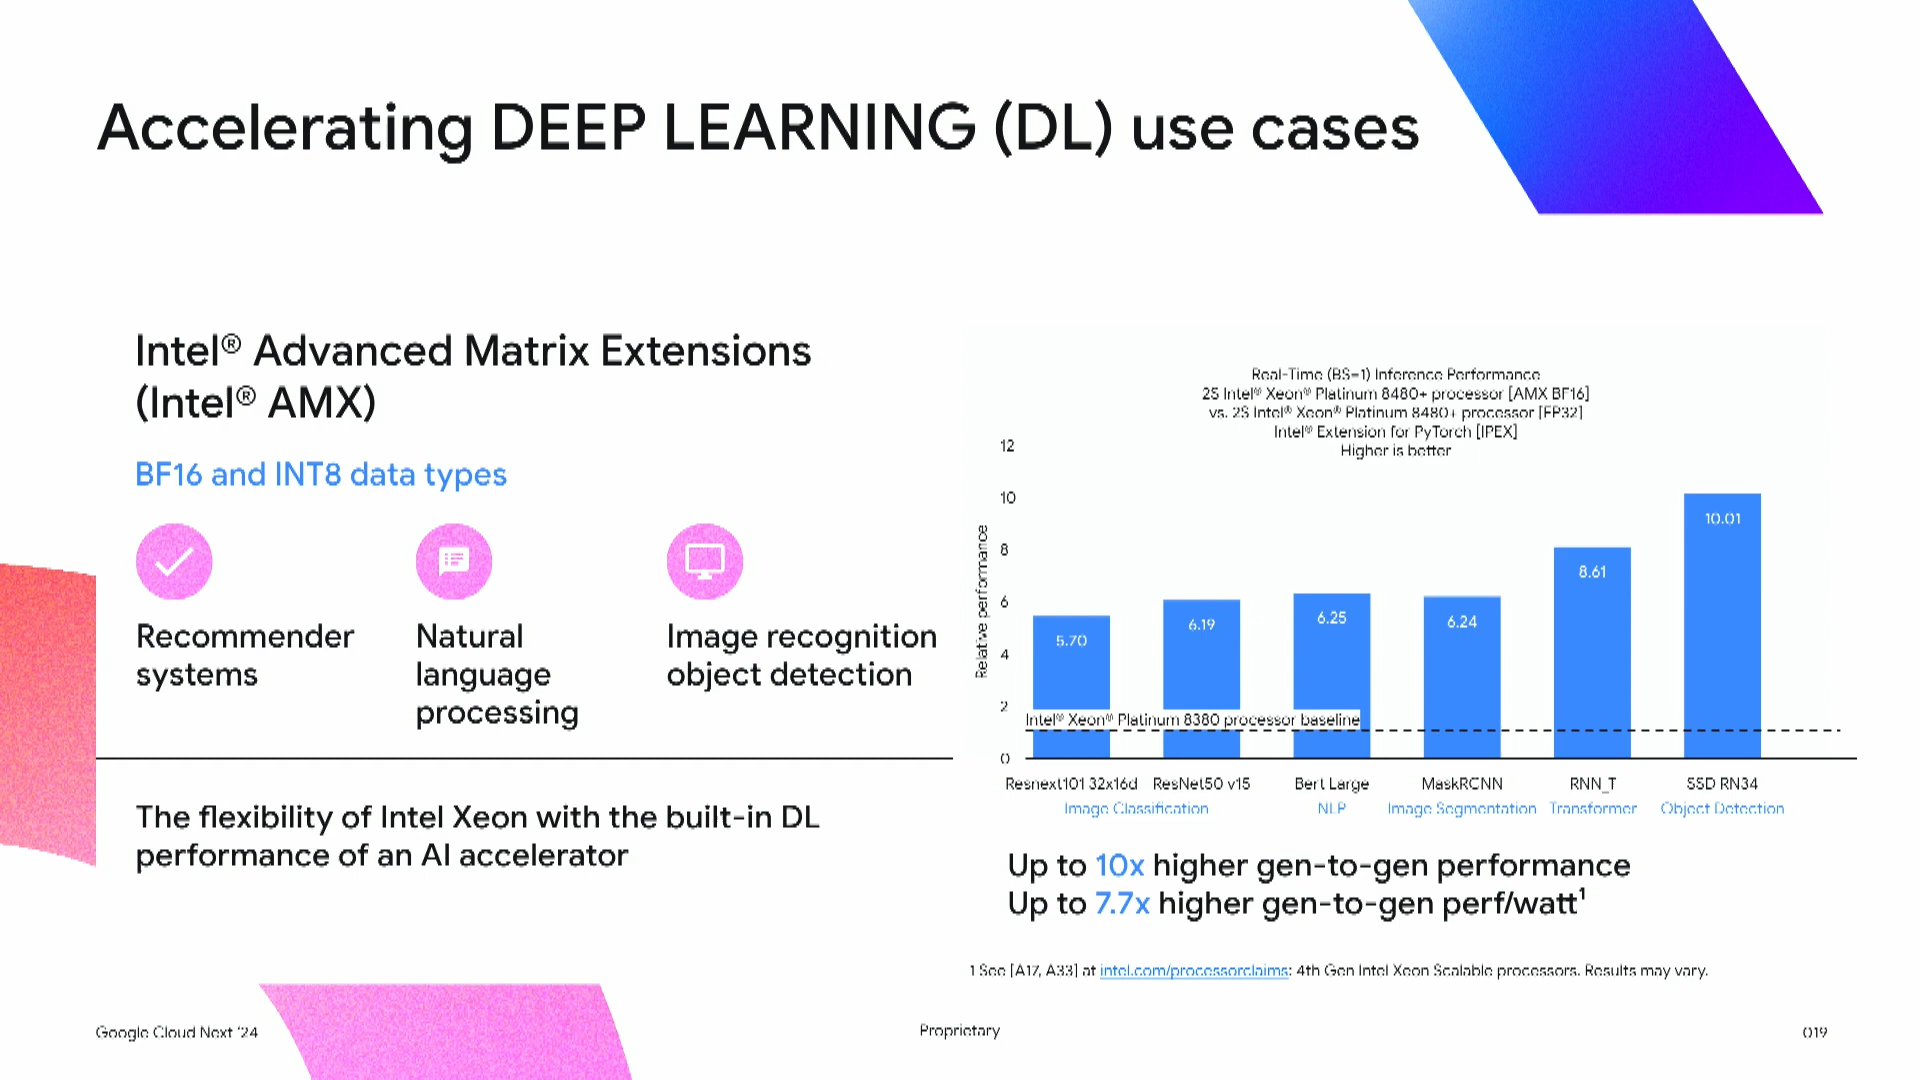 Accelerating DEEP LEARNING (DL) use cases
Intel® Advanced Matrix Extensions
(Intel® AMX)
BF16 and INT8 data types
Recommender
systems
Natural
language
processing
Image recognition
object detection
The flexibility of Intel Xeon with the built-in DL
performance of an AI accelerator
Real-Time (BS=1) Inference Performance
2S Intel® Xeon® Platinum 8480+ processor [AMX BF16]
vs. 2S Intel® Xeon® Platinum 8480+ processor [FP32]
Intel® Extension for PyTorch [IPEX]
Higher is better
Relative performance
12
10
8
6
4
2
0
5.70
6.19
6.25
6.24
8.61
10.01
Intel® Xeon® Platinum 8380 processor baseline
Resnext101 32x16d ResNet50 v15 Bert Large MaskRCNN RNN_T SSD RN34
Image Classification NLP Image Segmentation Transformer Object Detection
Up to 10x higher gen-to-gen performance
Up to 7.7x higher gen-to-gen perf/watt¹
1 See [A17, A33] at intel.com/processorclaims: 4th Gen Intel Xeon Scalable processors. Results may vary.
Google Cloud Next '24
Proprietary
019